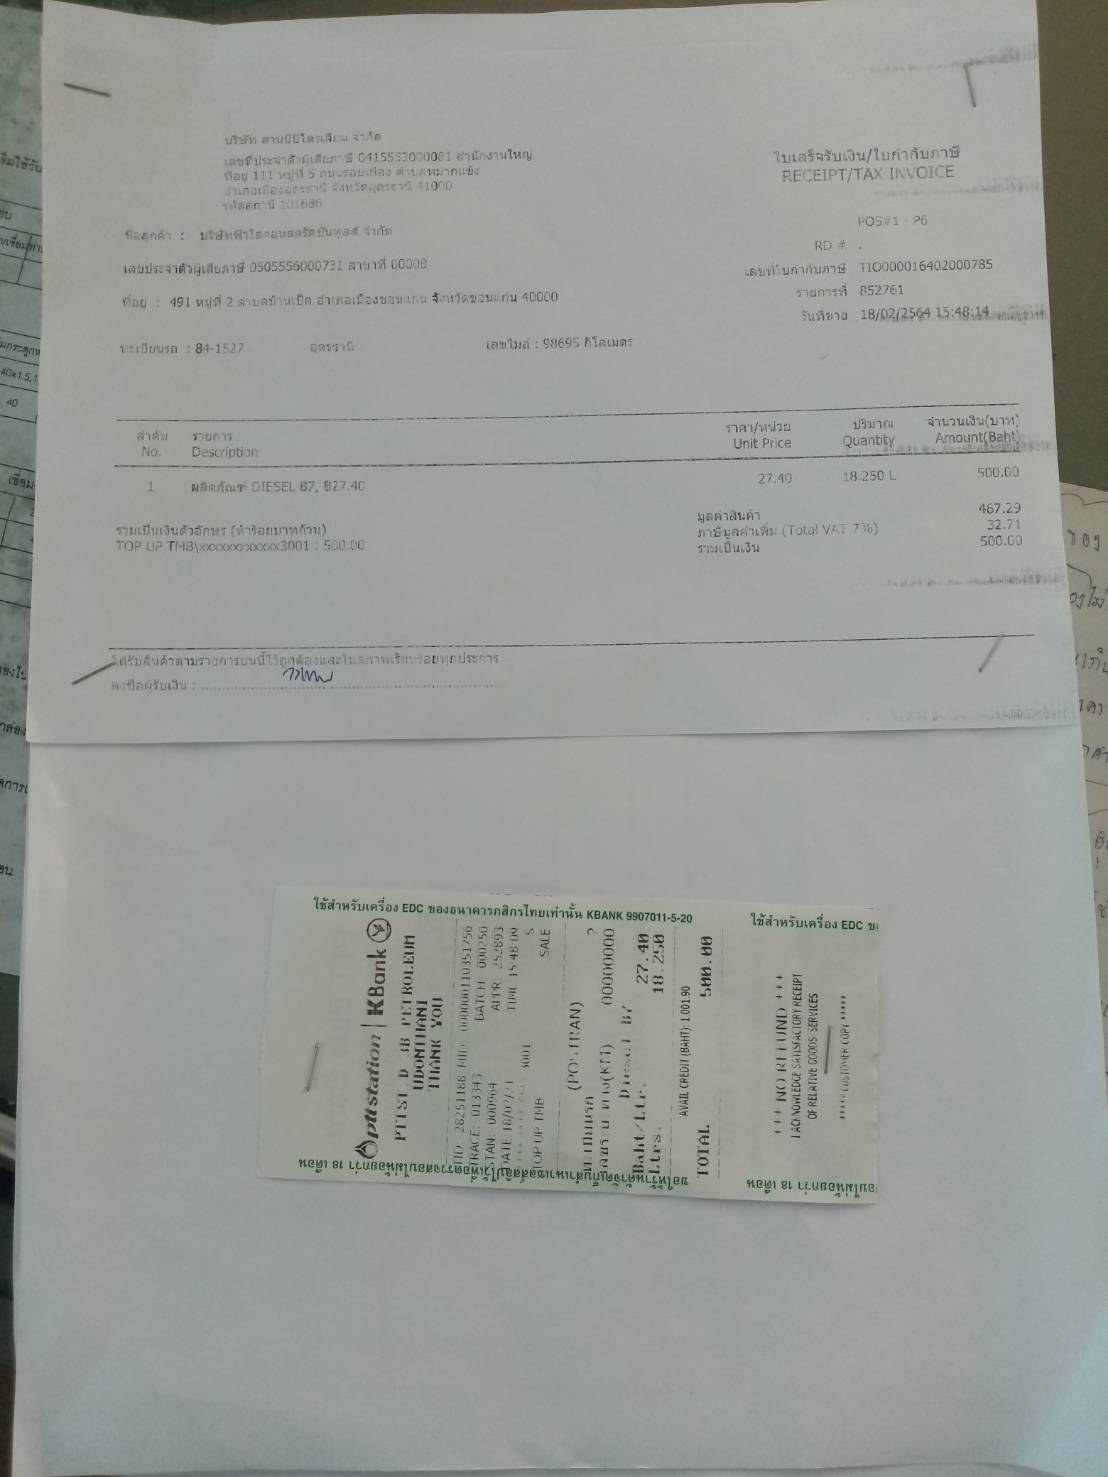 บริษัท สามบีปิโตรเลียม จำกัด
เลขที่ประจำตัวผู้เสียภาษี 0415553000081 สำนักงานใหญ่
ที่อยู่ 111 หมู่ที่ 5 ถนนรอบเมือง ตำบลหมากแข้ง
อำเภอเมืองอุดรธานี จังหวัดอุดรธานี 41000
รหัสสถานี 101686
ใบเสร็จรับเงิน/ใบกำกับภาษี
RECEIPT/TAX INVOICE
POS#1 - P6
RD # .
เลขที่ใบกำกับภาษี TIO000016402000785
รายการที่ 852761
วันที่ขาย 18/02/2564 15:48:14
ชื่อลูกค้า :
เลขประจำตัวผู้เสียภาษี 0505556000731 สาขาที่ 00008
ที่อยู่ : 491 หมู่ที่ 2 ตำบลบ้านเป็ด อำเภอเมืองขอนแก่น จังหวัดขอนแก่น 40000
ทะเบียนรถ : 84-1527 อุดรธานี เลขไมล์ : 98695 กิโลเมตร
ลำดับ รายการ ราคา/หน่วย ปริมาณ จำนวนเงิน(บาท)
No. Description Unit Price Quantity Amount(Baht)
1 ผลิตภัณฑ์ DIESEL B7, ฿27.40 27.40 18.250 L 500.00
มูลค่าสินค้า 467.29
รวมเป็นเงินตัวอักษร (ห้าร้อยบาทถ้วน) ภาษีมูลค่าเพิ่ม (Total VAT 7%) 32.71
TOP UP TMB\xxxxxxxxxxxx3001 : 500.00 รวมเป็นเงิน 500.00
ได้รับสินค้าตามรายการบนนี้ไว้ถูกต้องและในสภาพเรียบร้อยทุกประการ
ลงชื่อผู้รับเงิน :
ใช้สำหรับเครื่อง EDC ของธนาคารกสิกรไทยเท่านั้น KBANK 9907011-5-20
pttstation | KBank
PETROLEUM
UDONTHANI
THANK YOU
TID: 28251188 MID: 000000110351756
TRACE: 013343 BATCH: 000250
STAN: 000964 APPR. 252893
DATE 18/02/21 TIME 15:48:09
3001 S
TOP UP TMB SALE
(POSTRAN)
ทะเบียนรถ ?
เลขระยะทาง(KM) 00000000
Diesel B7
Baht/Ltr. 27.40
Ltrs. 18.250
AVAIL CREDIT (BAHT): 1,001.90
TOTAL 500.00
*** NO REFUND ***
I ACKNOWLEDGE SATISFACTORY RECEIPT
OF RELATIVE GOODS SERVICES
***** CUSTOMER COPY *****
ใช้สำหรับเครื่อง EDC